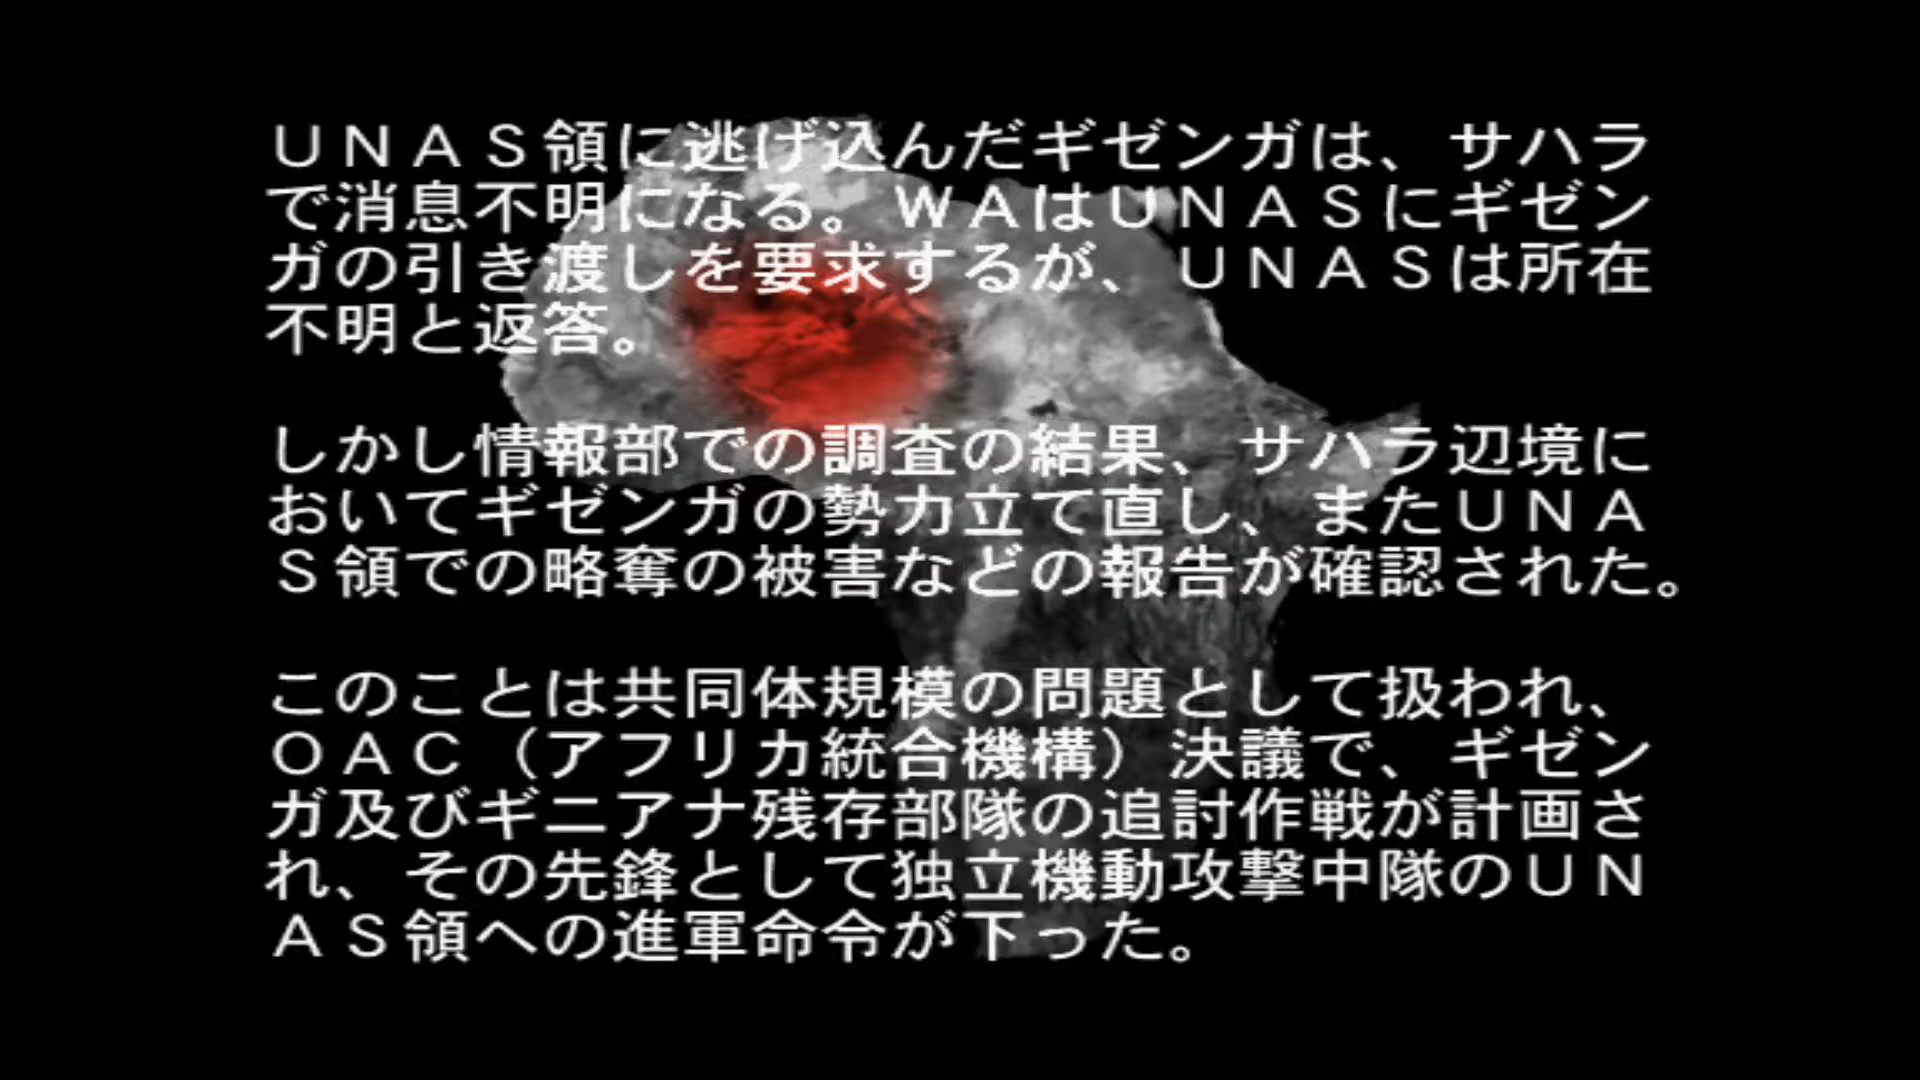 ＵＮＡＳ領に逃げ込んだギゼンガは、サハラ
で消息不明になる。ＷＡはＵＮＡＳにギゼン
ガの引き渡しを要求するが、ＵＮＡＳは所在
不明と返答。
しかし情報部での調査の結果、サハラ辺境に
おいてギゼンガの勢力立て直し、またＵＮＡ
Ｓ領での略奪の被害などの報告が確認された。
このことは共同体規模の問題として扱われ、
ＯＡＣ（アフリカ統合機構）決議で、ギゼン
ガ及びギニアナ残存部隊の追討作戦が計画さ
れ、その先鋒として独立機動攻撃中隊のＵＮ
ＡＳ領への進軍命令が下った。